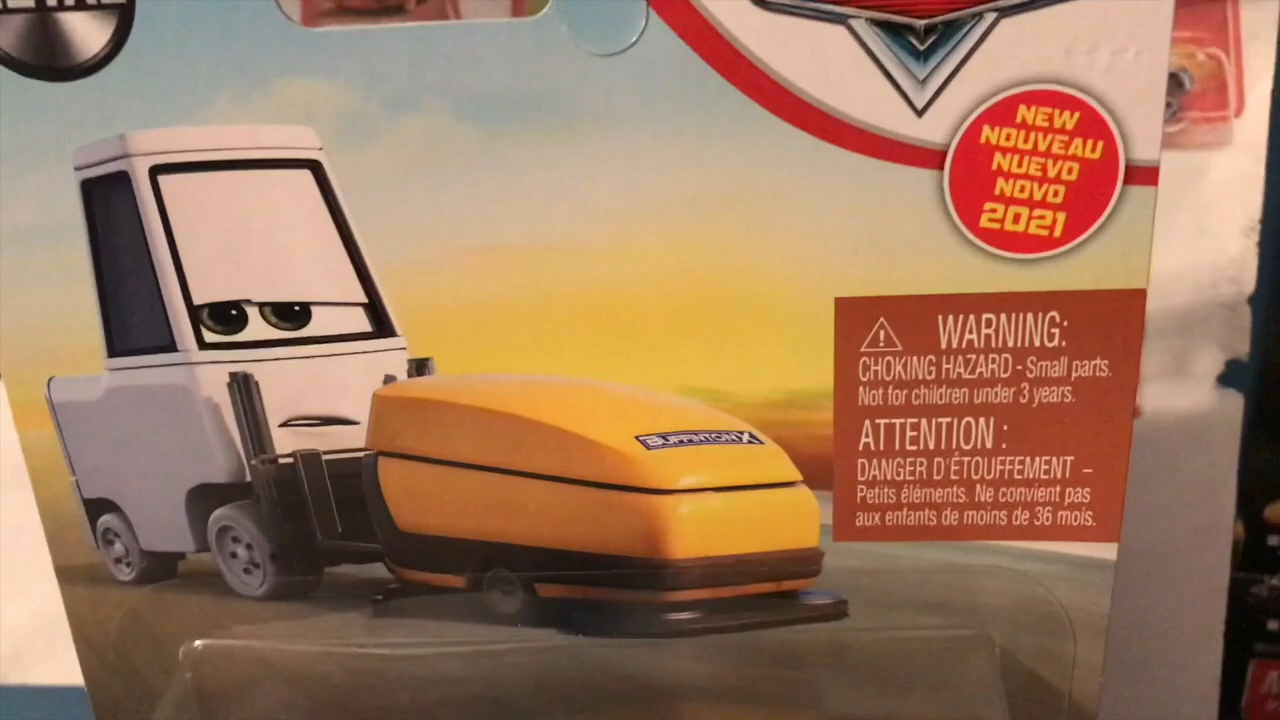 NEW
NOUVEAU
NUEVO
NOVO
2021
WARNING:
CHOKING HAZARD - Small parts.
Not for children under 3 years.
ATTENTION :
DANGER D'ÉTOUFFEMENT –
Petits éléments. Ne convient pas
aux enfants de moins de 36 mois.
BUFFINTON X